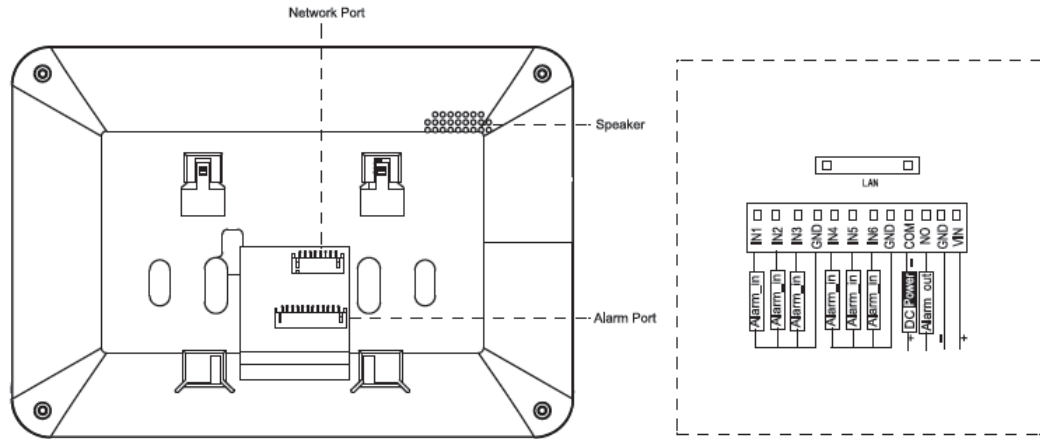 Network Port
Speaker
Alarm Port
LAN
IN1
IN2
IN3
GND
IN4
IN5
IN6
GND
COM
NO
GND
VIN
Alarm_in
Alarm_in
Alarm_in
Alarm_in
Alarm_in
Alarm_in
DC Power
Alarm_out
+
-
-
+